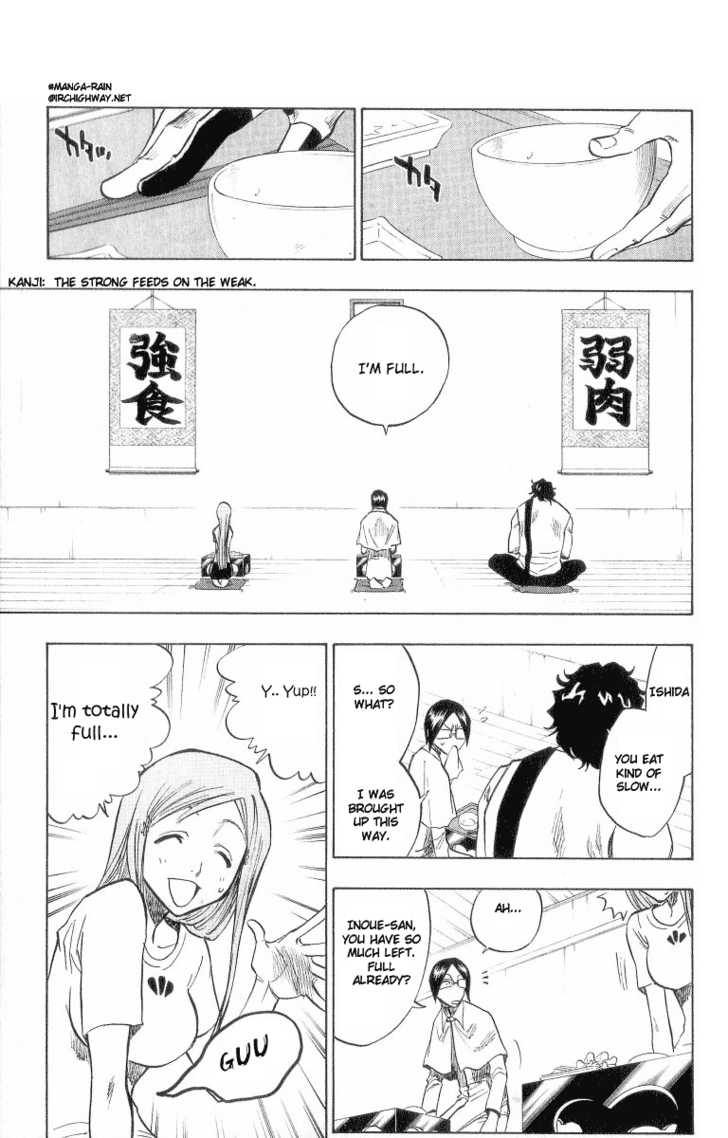 #MANGA-RAIN
@IRCHIGHWAY.NET
カタ
カタッ
KANJI: THE STRONG FEEDS ON THE WEAK.
弱肉
I'M FULL.
強食
ISHIDA
YOU EAT
KIND OF
SLOW...
S... SO
WHAT?
I WAS
BROUGHT
UP THIS
WAY.
AH...
INOUE-SAN,
YOU HAVE SO
MUCH LEFT.
FULL
ALREADY?
Y.. Yup!!
I'm totally
full...
GUU